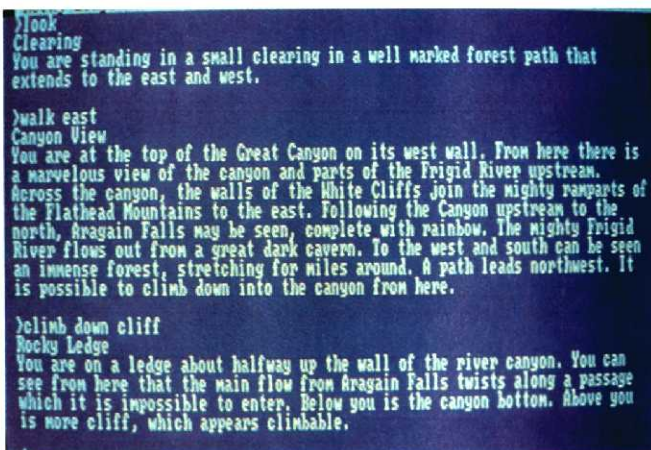 >look
Clearing
You are standing in a small clearing in a well marked forest path that
extends to the east and west.
>walk east
Canyon View
You are at the top of the Great Canyon on its west wall. From here there is
a marvelous view of the canyon and parts of the Frigid River upstream.
Across the canyon, the walls of the White Cliffs join the mighty ramparts of
the Flathead Mountains to the east. Following the Canyon upstream to the
north, Aragain Falls may be seen, complete with rainbow. The mighty Frigid
River flows out from a great dark cavern. To the west and south can be seen
an immense forest, stretching for miles around. A path leads northwest. It
is possible to climb down into the canyon from here.
>climb down cliff
Rocky Ledge
You are on a ledge about halfway up the wall of the river canyon. You can
see from here that the main flow from Aragain Falls twists along a passage
which it is impossible to enter. Below you is the canyon bottom. Above you
is more cliff, which appears climbable.